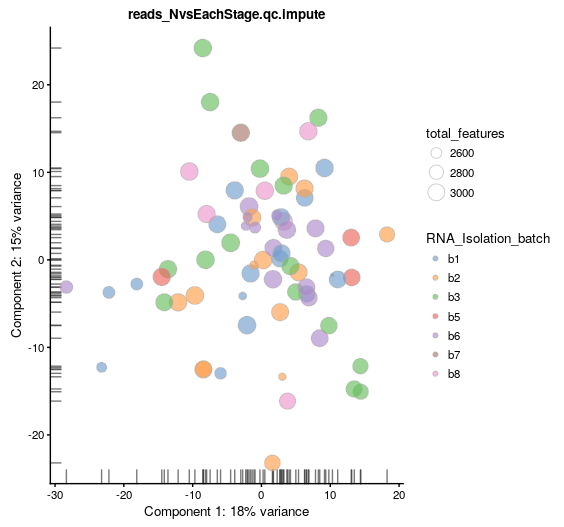 reads_NvsEachStage.qc.impute
total_features
2600
2800
3000
RNA_Isolation_batch
b1
b2
b3
b5
b6
b7
b8
Component 2: 15% variance
20
10
0
-10
-20
-30
-20
-10
0
10
20
Component 1: 18% variance